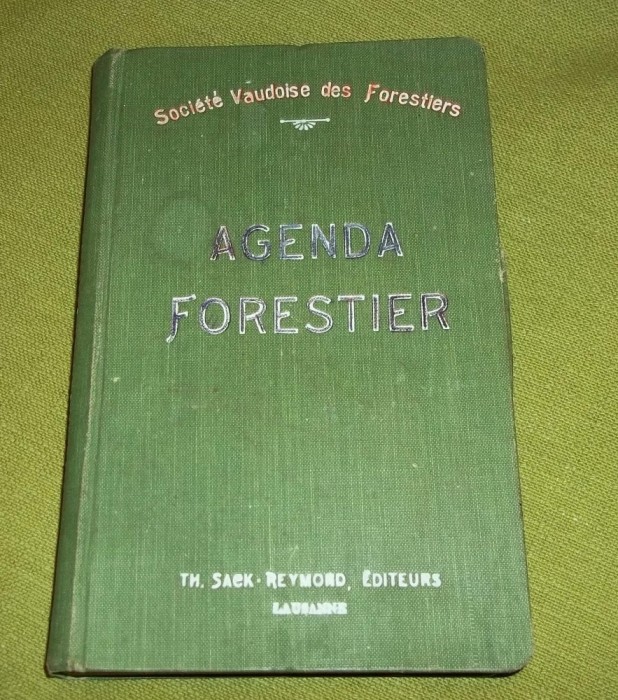 Société Vaudoise des Forestiers
AGENDA
FORESTIER
TH. SACK-REYMOND, ÉDITEURS
LAUSANNE